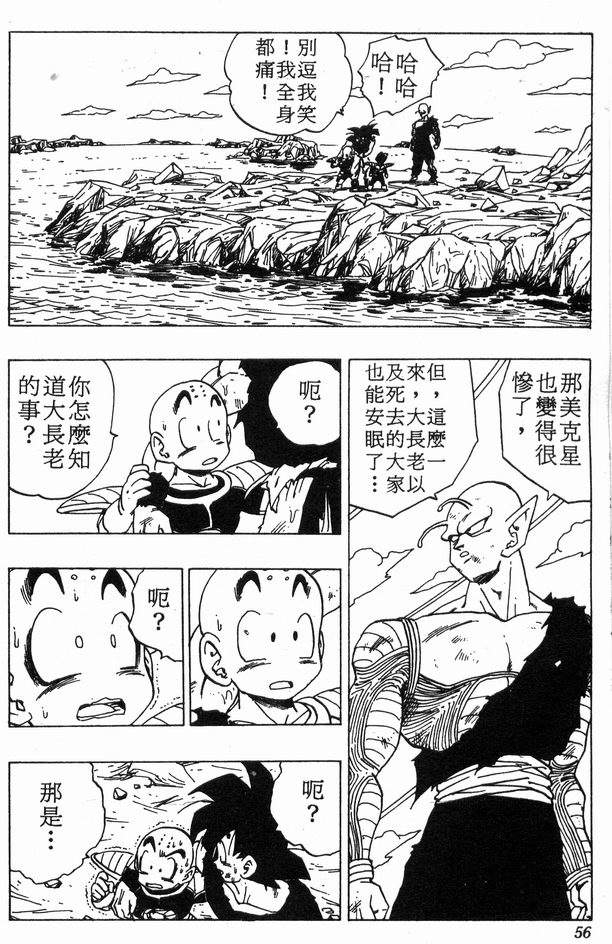 哈哈
哈！
別逗我笑
！我全身
都痛！
那美克星
也變得很
慘了，
但，這麼一
來，大長老以
及死去的大家
也能安眠
了…
呃？
你怎麼知
道大長老
的事？
呃？
呃？
那是…
56